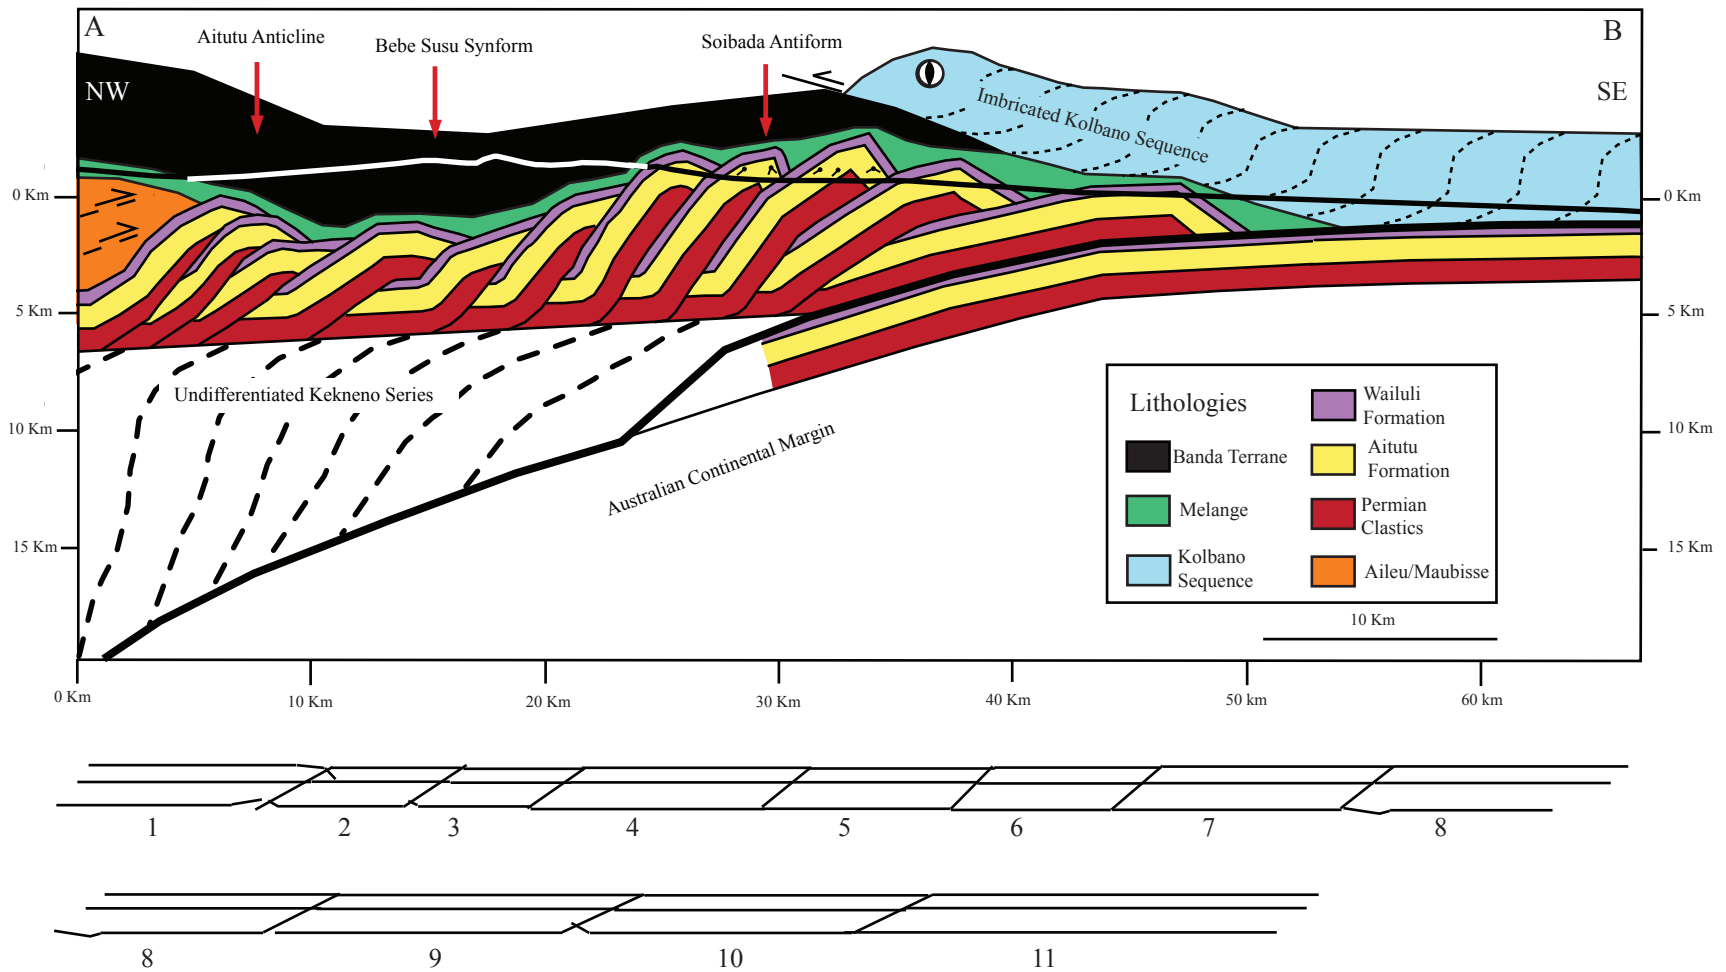 A
B
Aitutu Anticline
Bebe Susu Synform
Soibada Antiform
NW
SE
Imbricated Kolbano Sequence
0 Km
0 Km
5 Km
5 Km
10 Km
10 Km
15 Km
15 Km
Undifferentiated Kekneno Series
Australian Continental Margin
Lithologies
Banda Terrane
Melange
Kolbano
Sequence
Wailuli
Formation
Aitutu
Formation
Permian
Clastics
Aileu/Maubisse
10 Km
0 Km
10 Km
20 Km
30 Km
40 Km
50 km
60 km
1
2
3
4
5
6
7
8
8
9
10
11